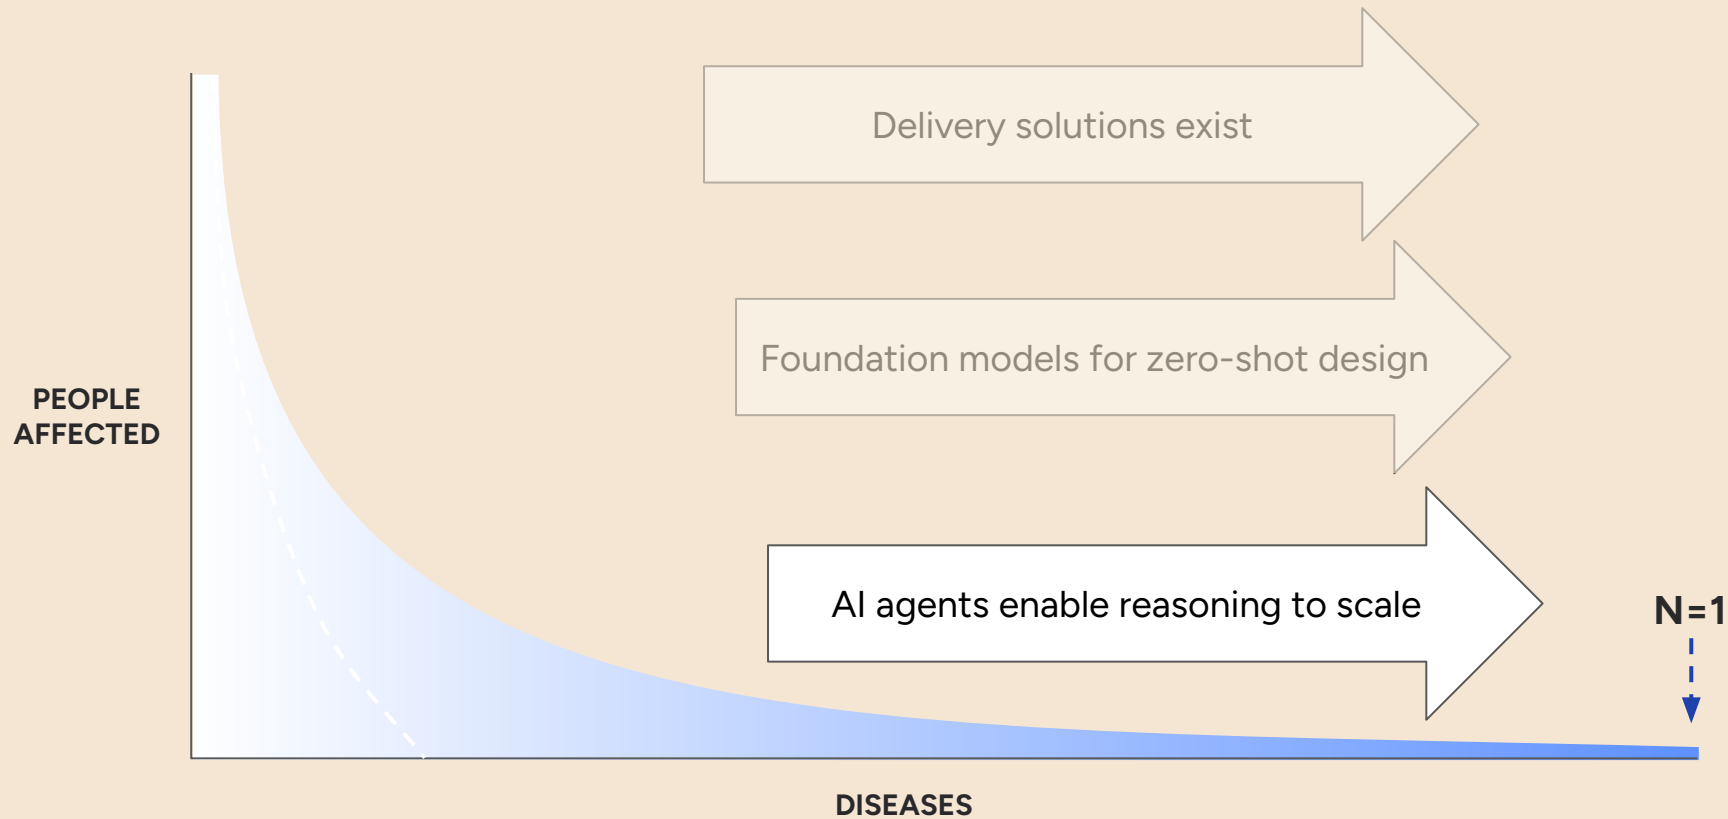 Delivery solutions exist
Foundation models for zero-shot design
PEOPLE
AFFECTED
AI agents enable reasoning to scale
N=1
DISEASES